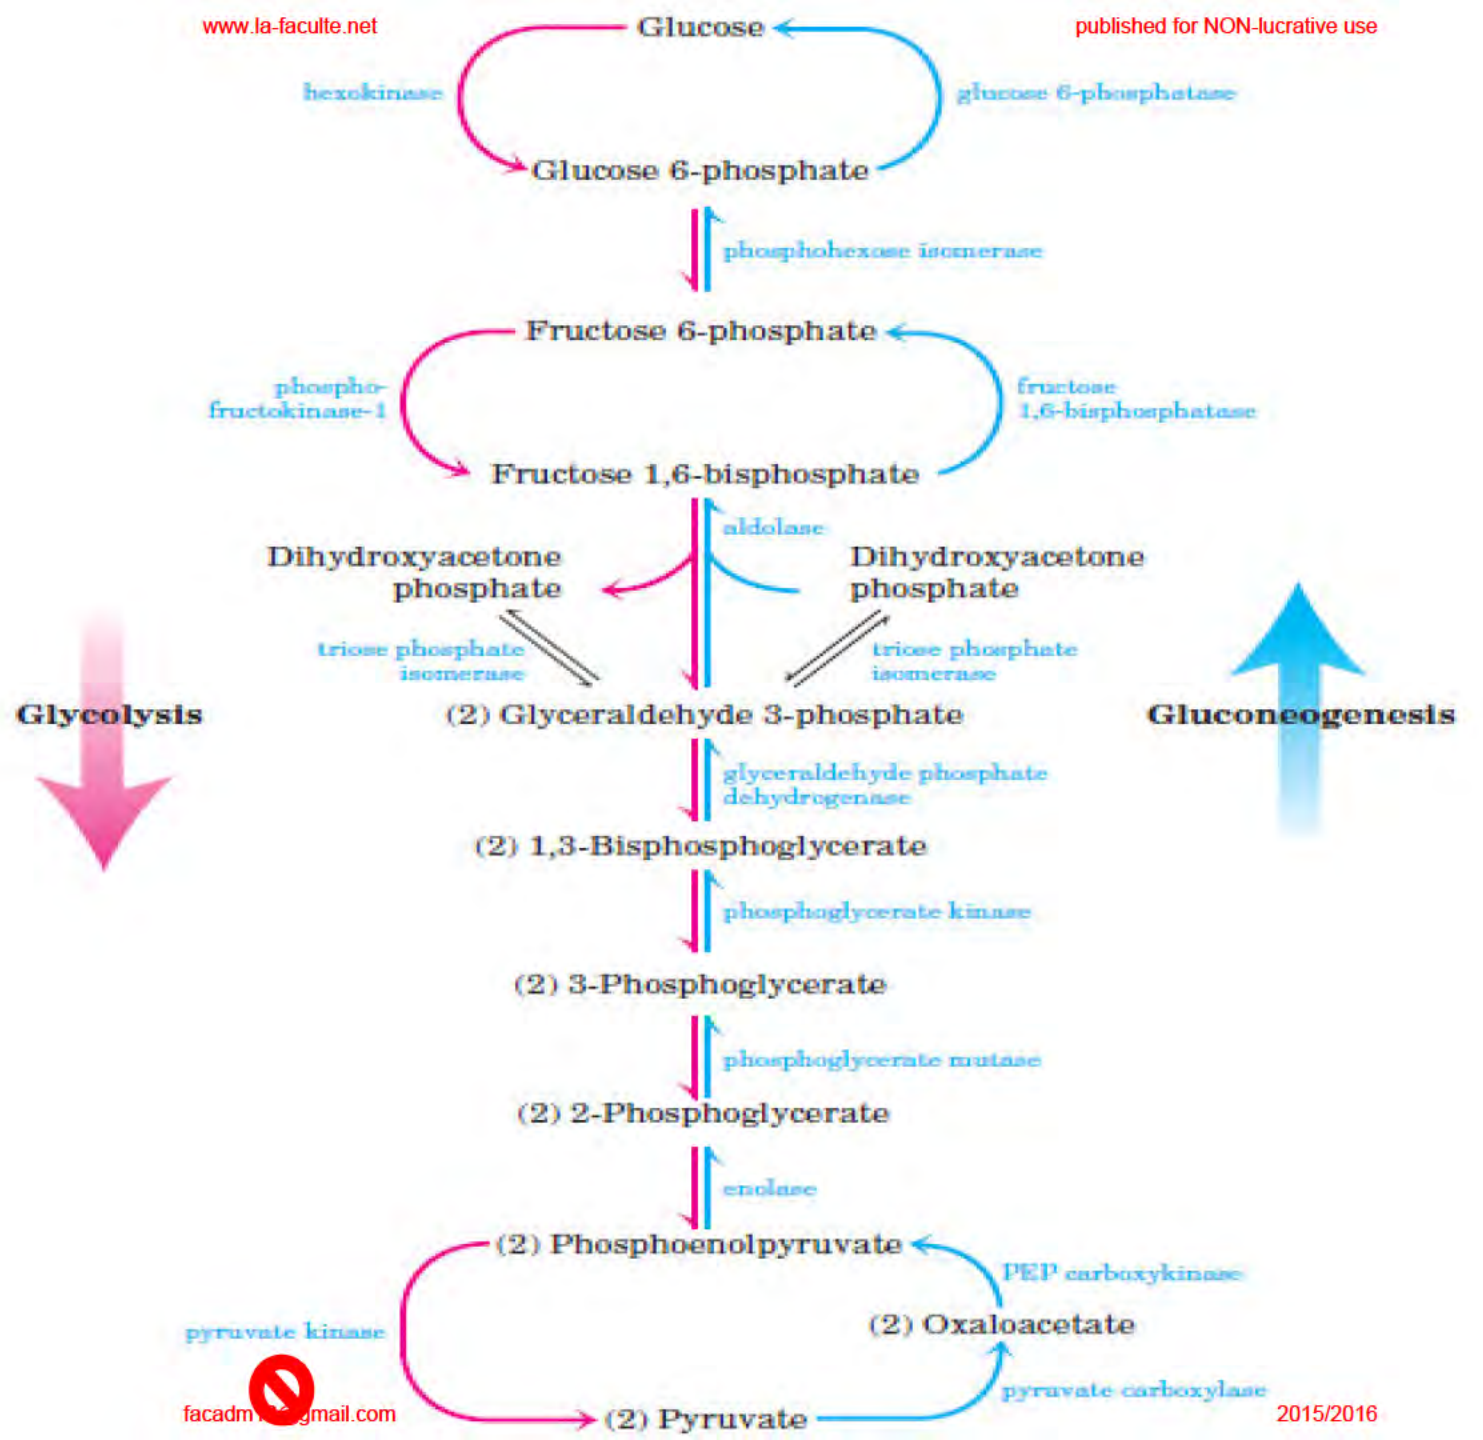 www.la-faculte.net
published for NON-lucrative use
Glucose
hexokinase
glucose 6-phosphatase
Glucose 6-phosphate
phosphohexose isomerase
Fructose 6-phosphate
phospho-
fructokinase-1
fructose
1,6-bisphosphatase
Fructose 1,6-bisphosphate
aldolase
Dihydroxyacetone
phosphate
Dihydroxyacetone
phosphate
triose phosphate
isomerase
triose phosphate
isomerase
Glycolysis
(2) Glyceraldehyde 3-phosphate
Gluconeogenesis
glyceraldehyde phosphate
dehydrogenase
(2) 1,3-Bisphosphoglycerate
phosphoglycerate kinase
(2) 3-Phosphoglycerate
phosphoglycerate mutase
(2) 2-Phosphoglycerate
enolase
(2) Phosphoenolpyruvate
PEP carboxykinase
(2) Oxaloacetate
pyruvate kinase
pyruvate carboxylase
(2) Pyruvate
2015/2016